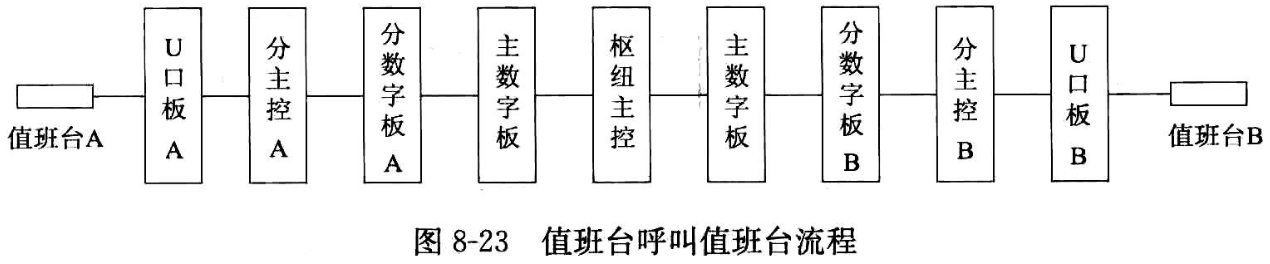 值班台A
U口板A
分主控A
分数字板A
主数字板
枢纽主控
主数字板
分数字板B
分主控B
U口板B
值班台B
图 8-23 值班台呼叫值班台流程